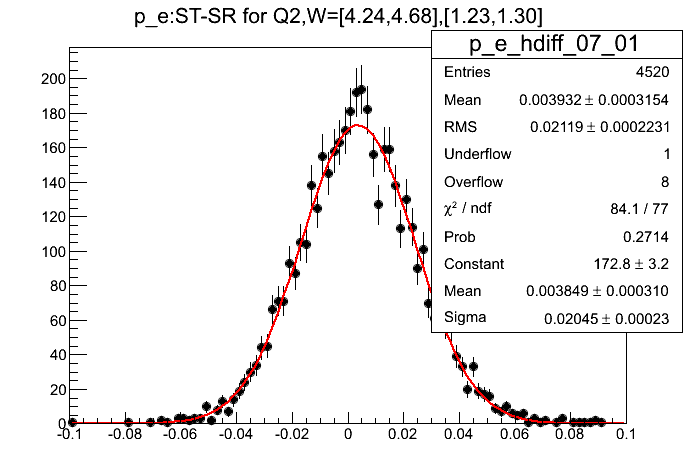 p_e:ST-SR for Q2,W=[4.24,4.68],[1.23,1.30]
p_e_hdiff_07_01
Entries 4520
Mean 0.003932 ± 0.0003154
RMS 0.02119 ± 0.0002231
Underflow 1
Overflow 8
χ² / ndf 84.1 / 77
Prob 0.2714
Constant 172.8 ± 3.2
Mean 0.003849 ± 0.000310
Sigma 0.02045 ± 0.00023
200
180
160
140
120
100
80
60
40
20
0
-0.1 -0.08 -0.06 -0.04 -0.02 0 0.02 0.04 0.06 0.08 0.1